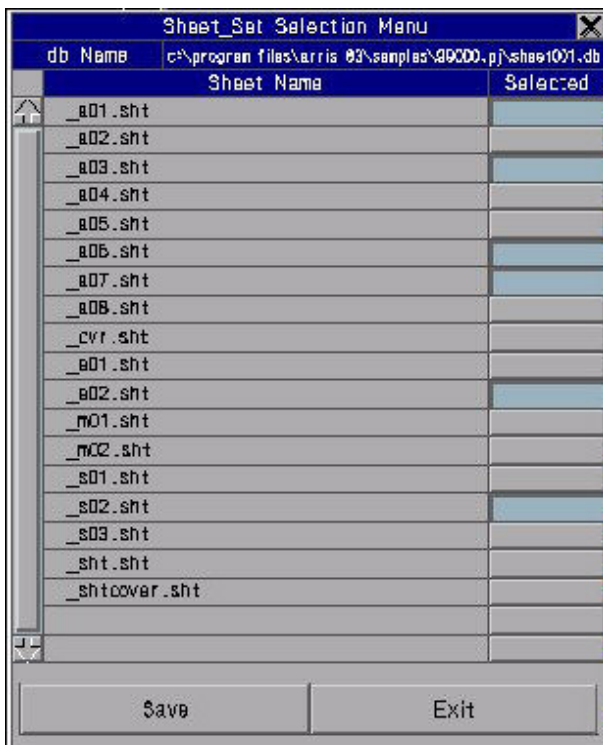 Sheet_Set Selection Menu
db Name c:\program files\arris 83\samples\99000.pj\sheet001.db
Sheet Name Selected
_a01.sht
_a02.sht
_a03.sht
_a04.sht
_a05.sht
_a06.sht
_a07.sht
_a08.sht
_cvr.sht
_e01.sht
_e02.sht
_m01.sht
_m02.sht
_s01.sht
_s02.sht
_s03.sht
_sht.sht
_shtcover.sht
Save Exit